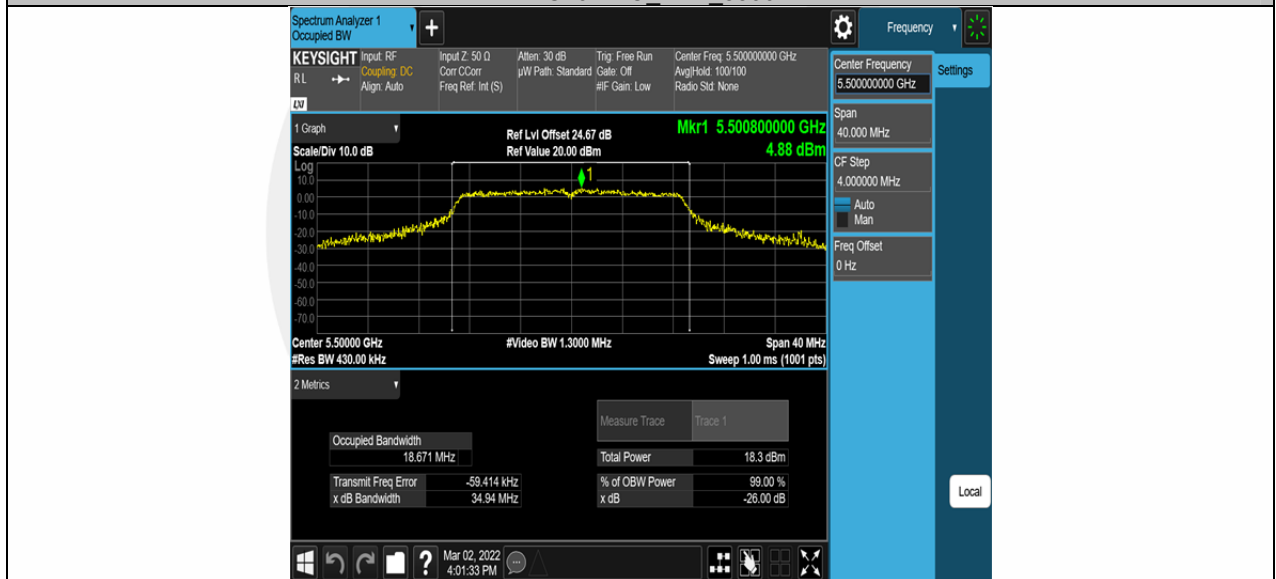 Spectrum Analyzer 1
Occupied BW
Frequency
KEYSIGHT
RL
LXI
Input: RF
Coupling: DC
Align: Auto
Input Z: 50 Ω
Corr CCorr
Freq Ref: Int (S)
Atten: 30 dB
µW Path: Standard
Trig: Free Run
Gate: Off
#IF Gain: Low
Center Freq: 5.500000000 GHz
Avg|Hold: 100/100
Radio Std: None
Center Frequency
5.500000000 GHz
Settings
Span
40.000 MHz
CF Step
4.000000 MHz
Auto
Man
Freq Offset
0 Hz
1 Graph
Scale/Div 10.0 dB
Ref Lvl Offset 24.67 dB
Ref Value 20.00 dBm
Mkr1 5.500800000 GHz
4.88 dBm
Log
10.0
0.00
-10.0
-20.0
-30.0
-40.0
-50.0
-60.0
-70.0
1
Center 5.50000 GHz
#Res BW 430.00 kHz
#Video BW 1.3000 MHz
Span 40 MHz
Sweep 1.00 ms (1001 pts)
2 Metrics
Measure Trace Trace 1
Occupied Bandwidth
18.671 MHz
Total Power 18.3 dBm
Transmit Freq Error -59.414 kHz
% of OBW Power 99.00 %
x dB Bandwidth 34.94 MHz
x dB -26.00 dB
Local
?
Mar 02, 2022
4:01:33 PM